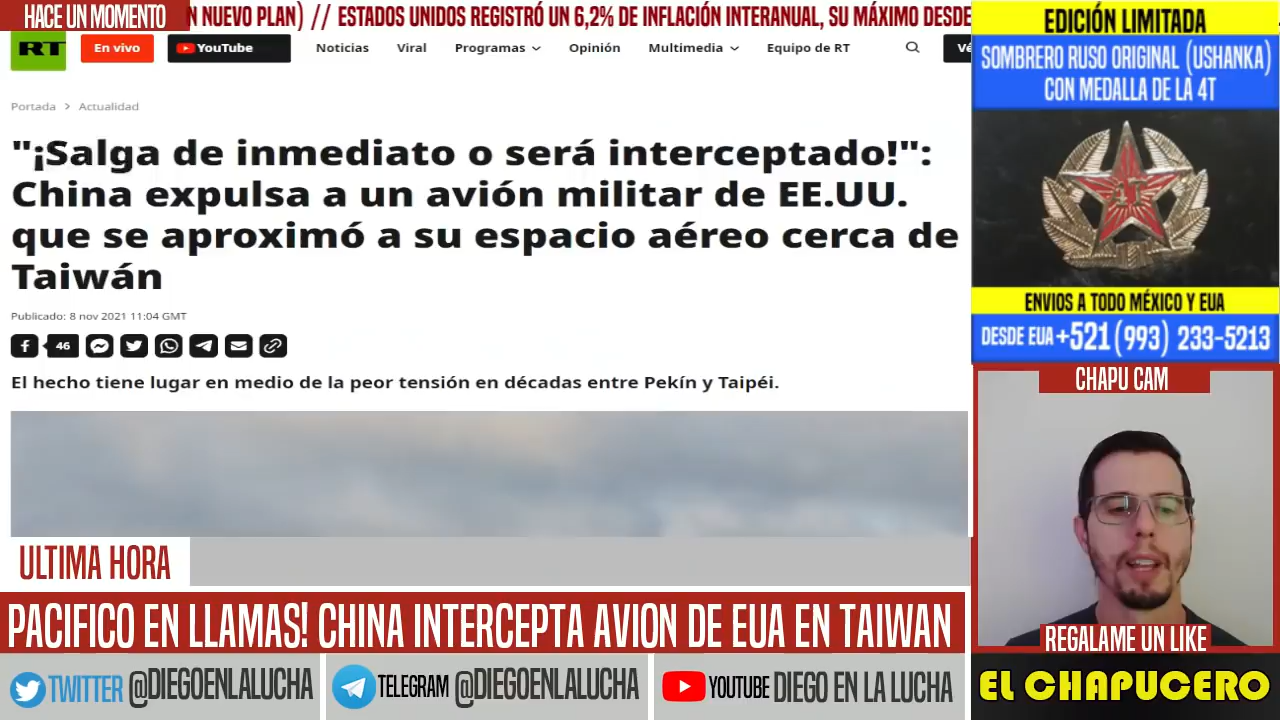 HACE UN MOMENTO
N NUEVO PLAN) // ESTADOS UNIDOS REGISTRÓ UN 6,2% DE INFLACIÓN INTERANUAL, SU MÁXIMO DESDE
RT
En vivo
YouTube
Noticias
Viral
Programas
Opinión
Multimedia
Equipo de RT
Portada > Actualidad
"¡Salga de inmediato o será interceptado!":
China expulsa a un avión militar de EE.UU.
que se aproximó a su espacio aéreo cerca de
Taiwán
Publicado: 8 nov 2021 11:04 GMT
46
El hecho tiene lugar en medio de la peor tensión en décadas entre Pekín y Taipéi.
ULTIMA HORA
PACIFICO EN LLAMAS! CHINA INTERCEPTA AVION DE EUA EN TAIWAN
TWITTER @DIEGOENLALUCHA
TELEGRAM @DIEGOENLALUCHA
YOUTUBE DIEGO EN LA LUCHA
EDICIÓN LIMITADA
SOMBRERO RUSO ORIGINAL (USHANKA)
CON MEDALLA DE LA 4T
4T
ENVIOS A TODO MÉXICO Y EUA
DESDE EUA +521 (993) 233-5213
CHAPU CAM
REGALAME UN LIKE
EL CHAPUCERO